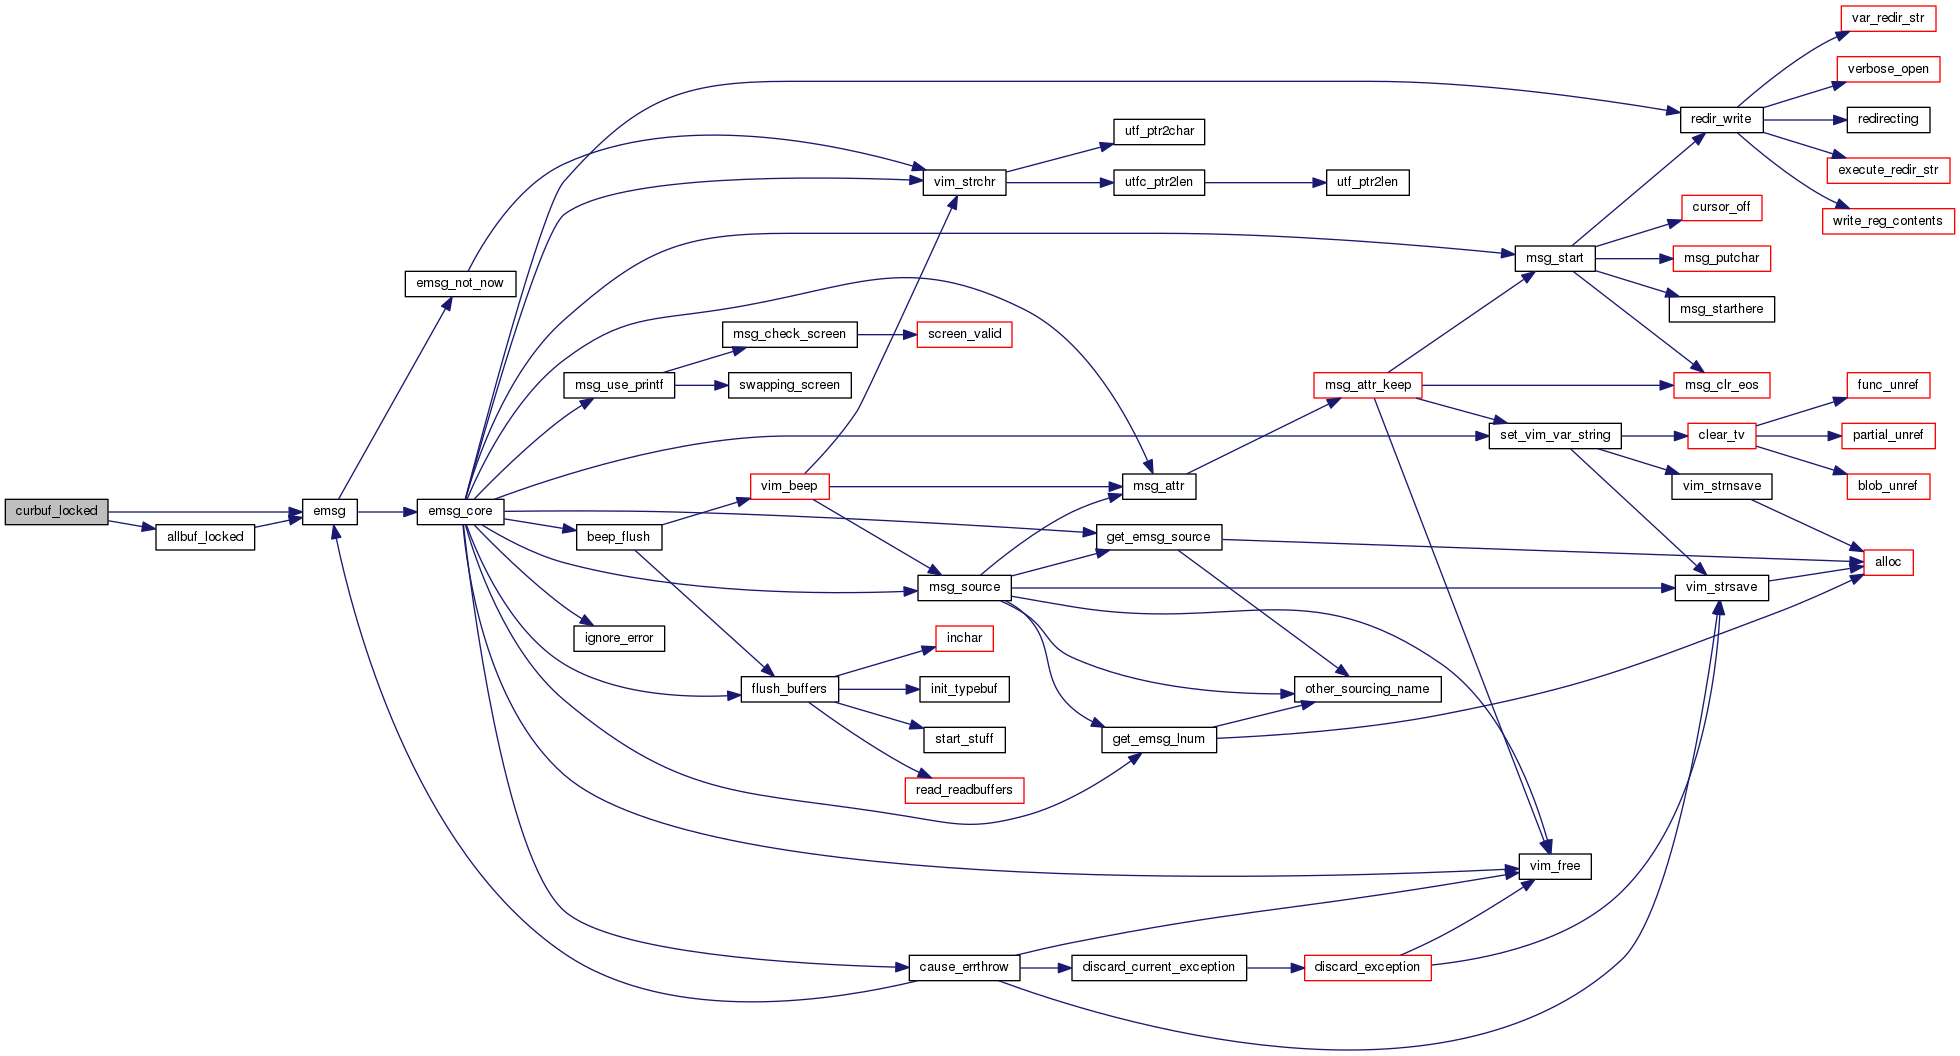 curbuf_locked
allbuf_locked
emsg
emsg_not_now
emsg_core
msg_use_printf
beep_flush
ignore_error
msg_check_screen
swapping_screen
vim_beep
flush_buffers
vim_strchr
screen_valid
msg_source
inchar
init_typebuf
start_stuff
read_readbuffers
cause_errthrow
utf_ptr2char
utfc_ptr2len
msg_attr
get_emsg_source
get_emsg_lnum
discard_current_exception
utf_ptr2len
msg_attr_keep
other_sourcing_name
discard_exception
msg_start
set_vim_var_string
vim_free
redir_write
cursor_off
msg_putchar
msg_starthere
msg_clr_eos
clear_tv
vim_strnsave
vim_strsave
var_redir_str
verbose_open
redirecting
execute_redir_str
write_reg_contents
func_unref
partial_unref
blob_unref
alloc